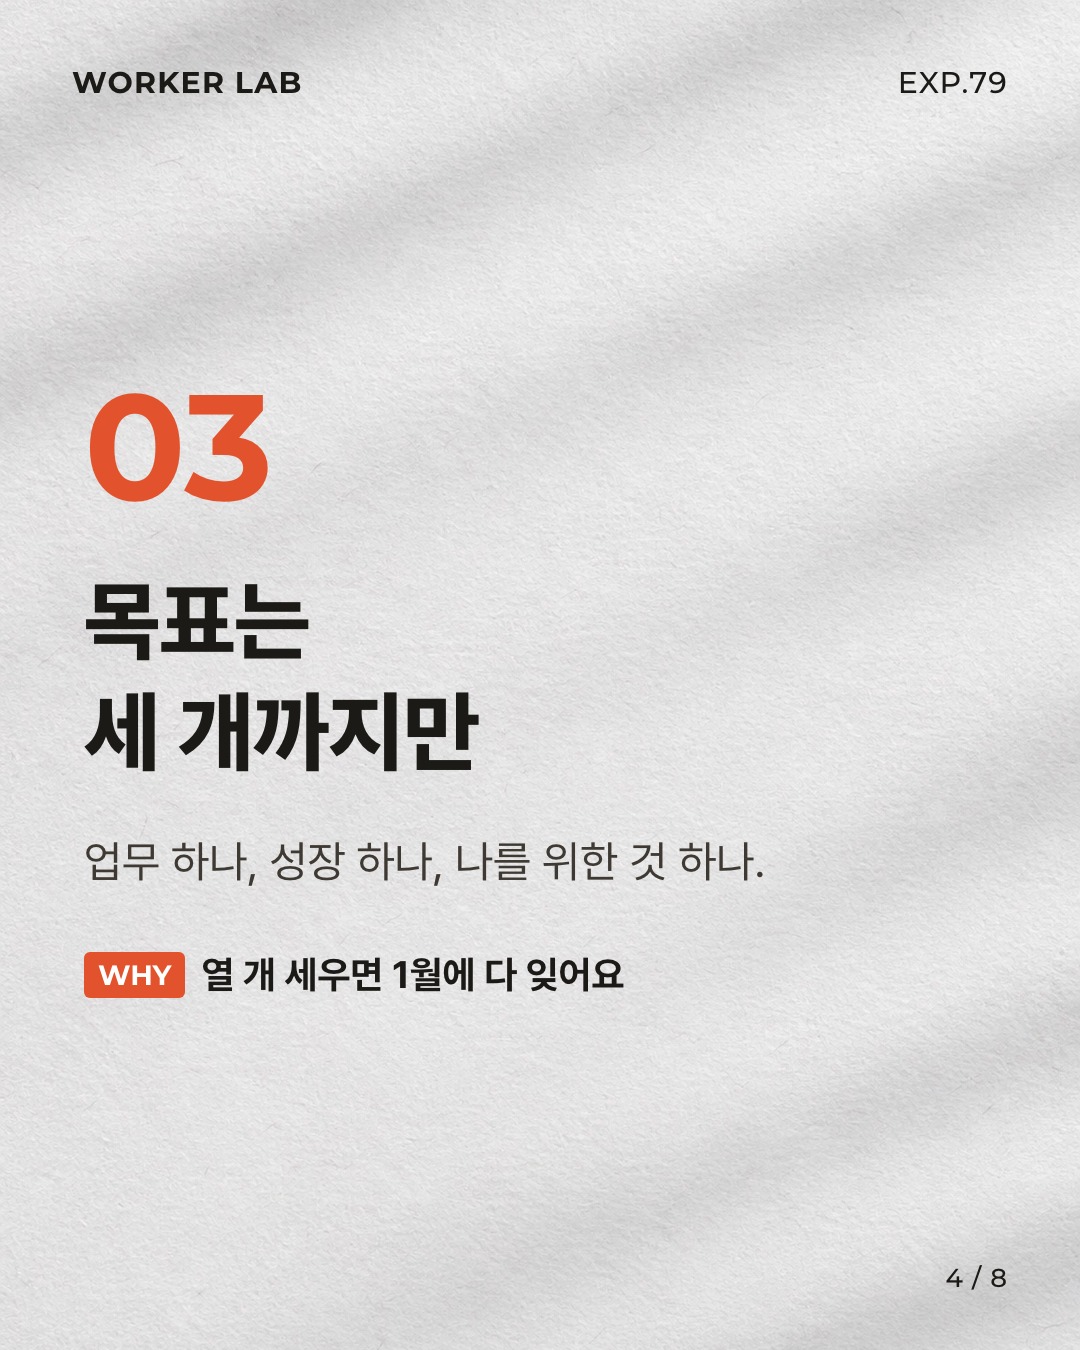 WORKER LAB
EXP.79
03
목표는
세 개까지만
업무 하나, 성장 하나, 나를 위한 것 하나.
WHY 열 개 세우면 1월에 다 잊어요
4 / 8